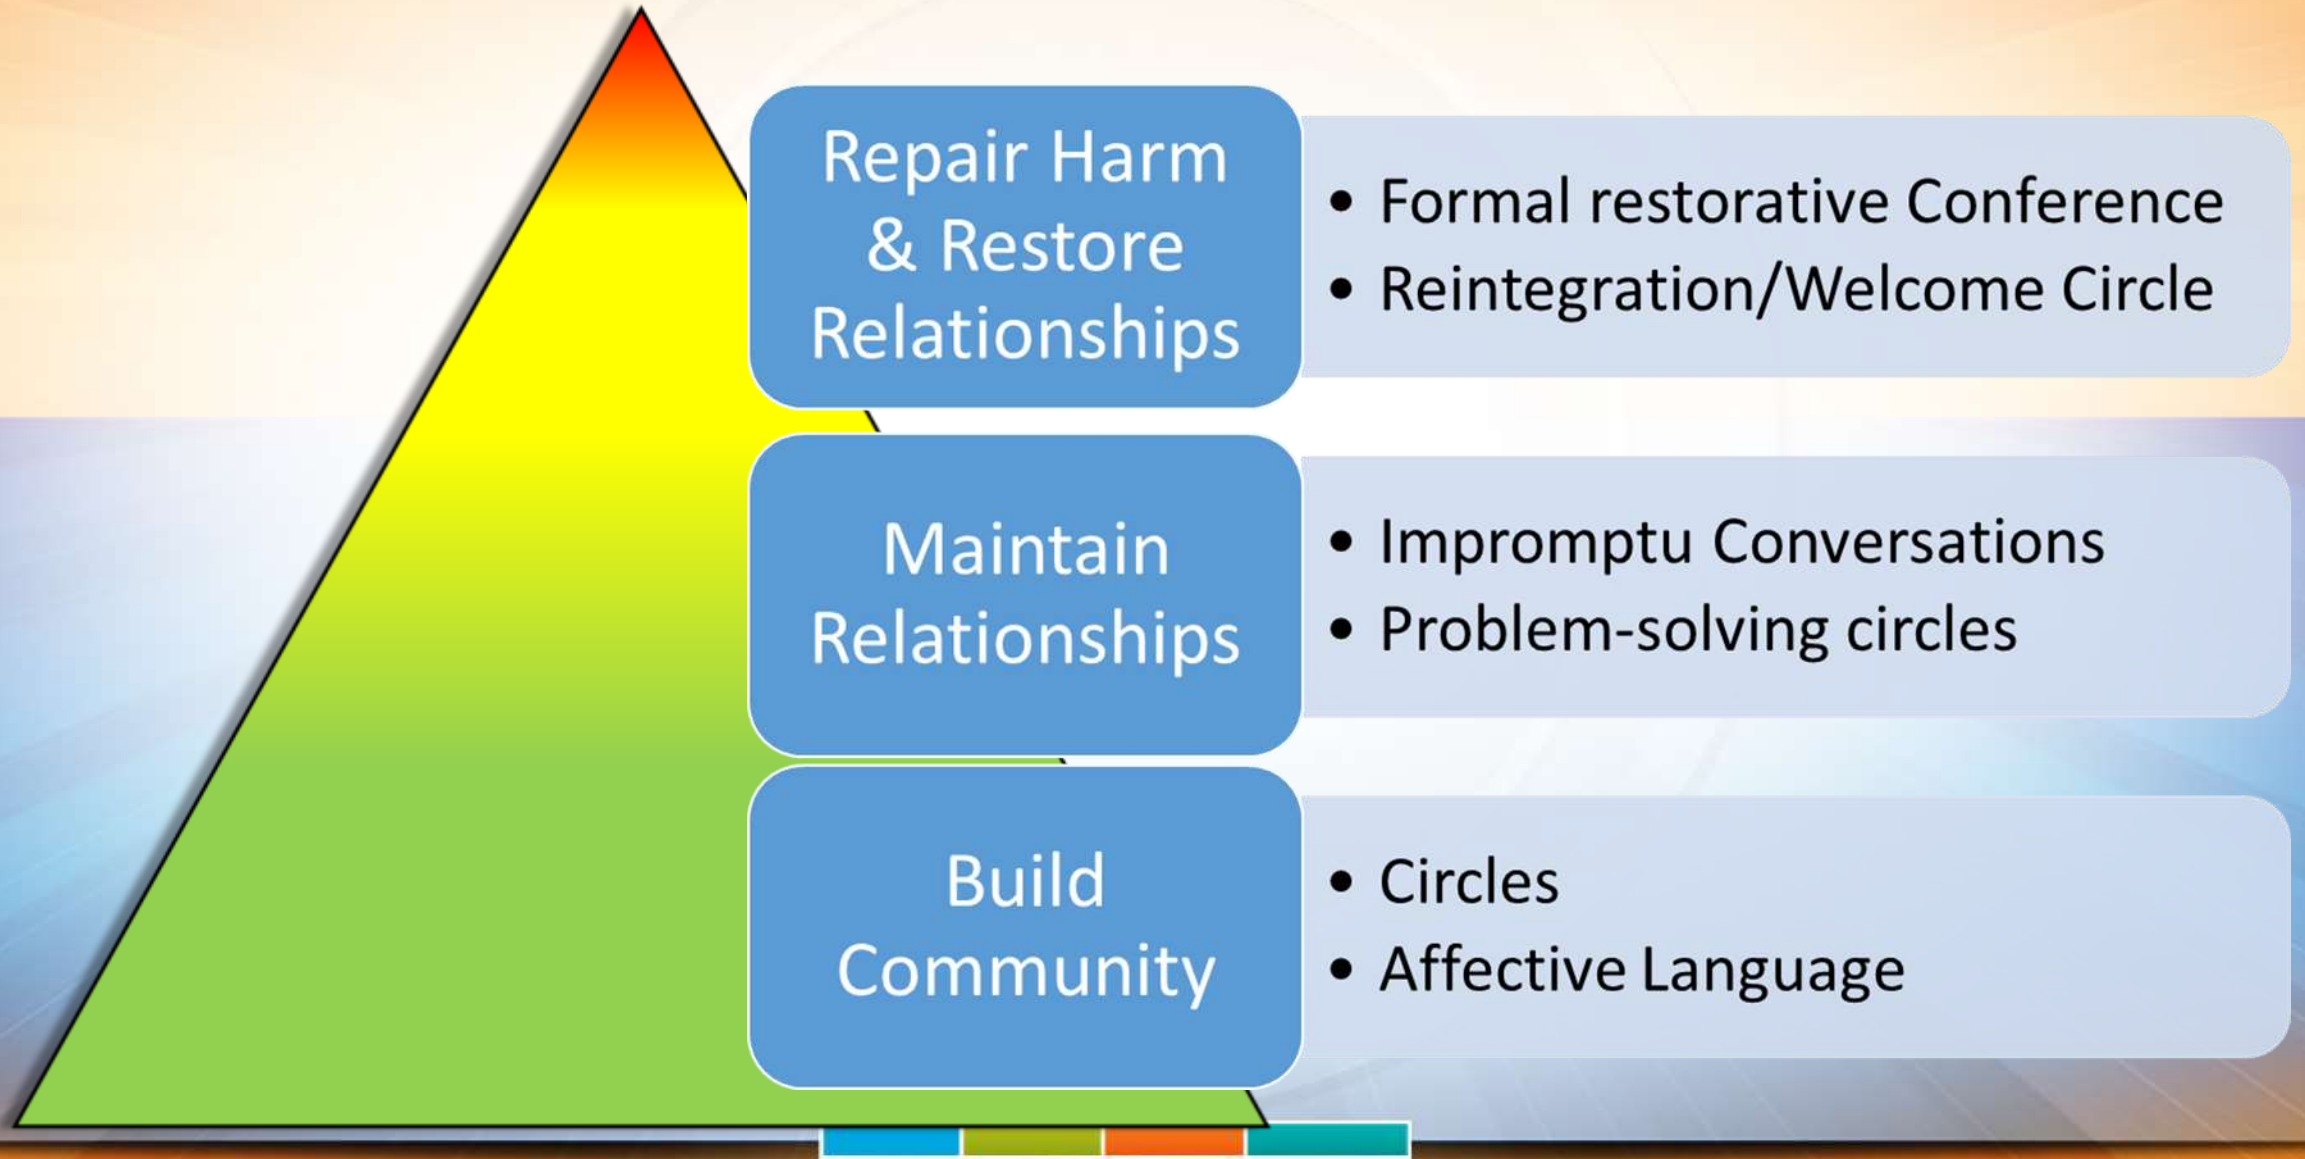 Repair Harm
& Restore
Relationships
• Formal restorative Conference
• Reintegration/Welcome Circle
Maintain
Relationships
• Impromptu Conversations
• Problem-solving circles
Build
Community
• Circles
• Affective Language